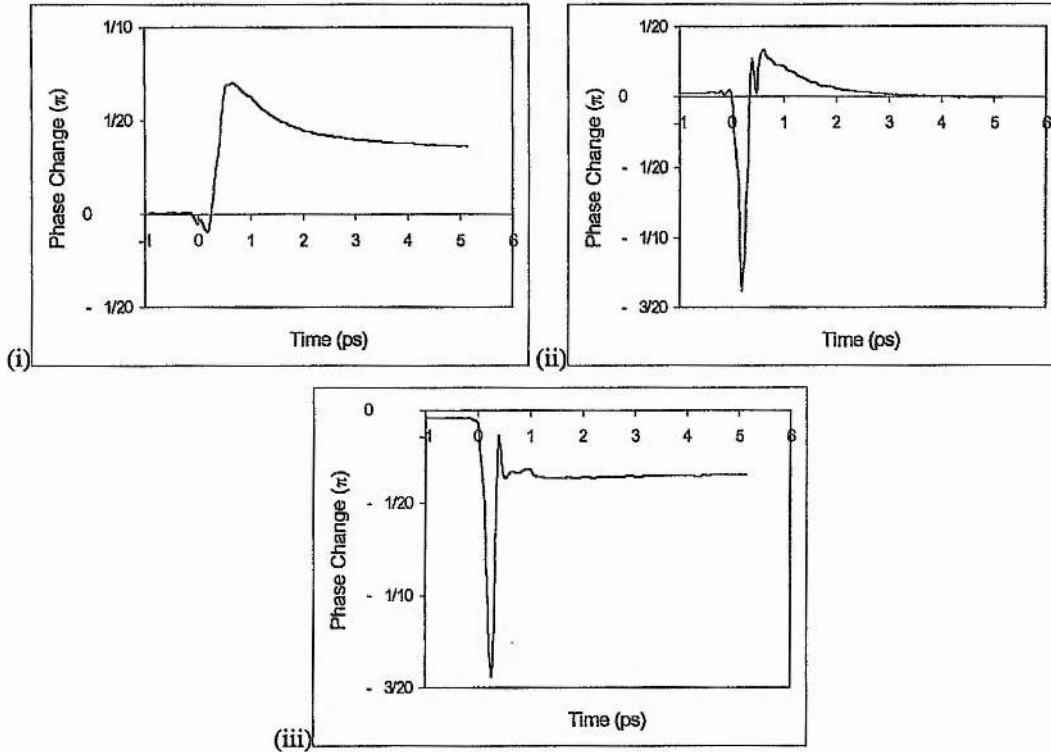 1/10
1/20
0
- 1/20
Phase Change (π)
-1 0 1 2 3 4 5 6
Time (ps)
(i)
1/20
0
- 1/20
- 1/10
- 3/20
Phase Change (π)
-1 0 1 2 3 4 5 6
Time (ps)
(ii)
0
- 1/20
- 1/10
- 3/20
Phase Change (π)
-1 0 1 2 3 4 5 6
Time (ps)
(iii)